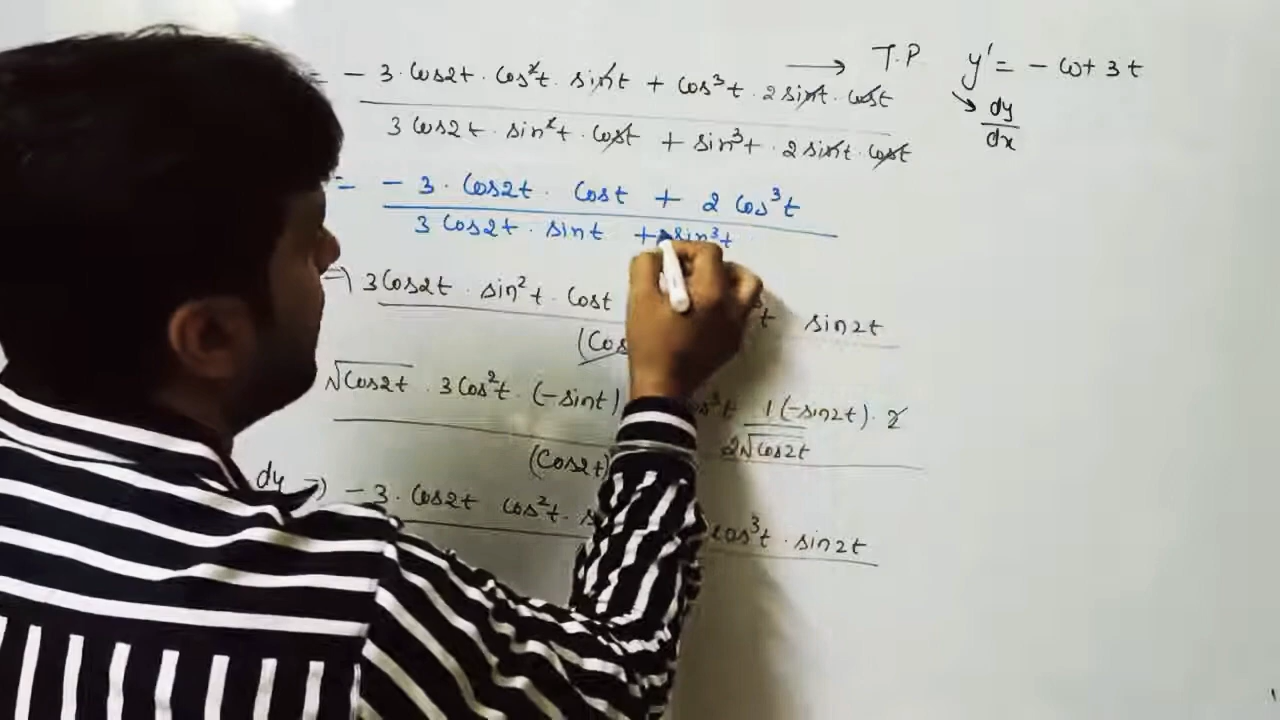 = - 3 · cos2t · cos²t · sint + cos³t · 2 sint · cost → T.P. y' = - cot 3t
3 cos2t · sin²t · cost + sin³t · 2 sint · cost ↘ dy/dx
= - 3 · cos2t · cost + 2 cos³t
3 cos2t · sint + sin³t
⇒ 3 cos2t · sin²t · cost t sin2t
(cos
√cos2t · 3 cos²t · (-sint) cos³t 1 (-sin2t) · 2
(cos2t) 2√cos2t
dy ⇒ - 3 · cos2t cos²t · cos³t · sin2t